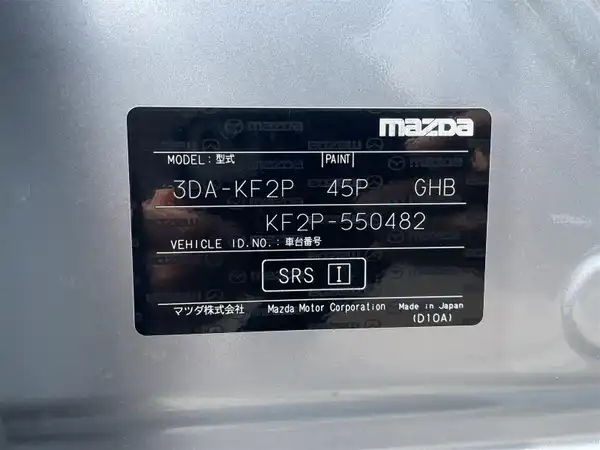 mazda
MODEL: 型式 PAINT
3DA-KF2P 45P GHB
KF2P-550482
VEHICLE ID.NO.: 車台番号
SRS I
マツダ株式会社 Mazda Motor Corporation Made in Japan
(D10A)